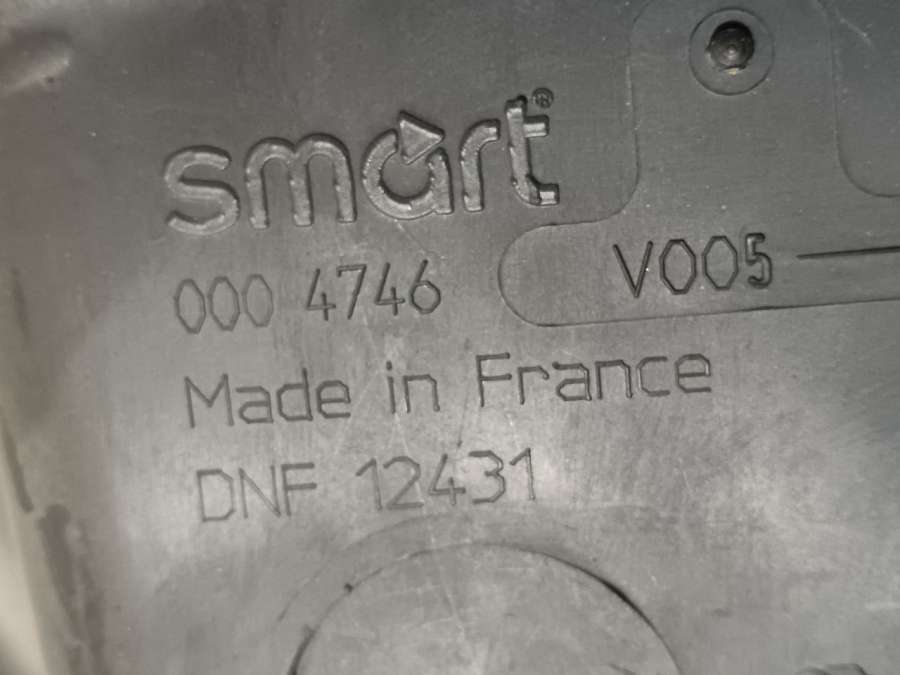 smart®
000 4746
V005
Made in France
DNF 12431